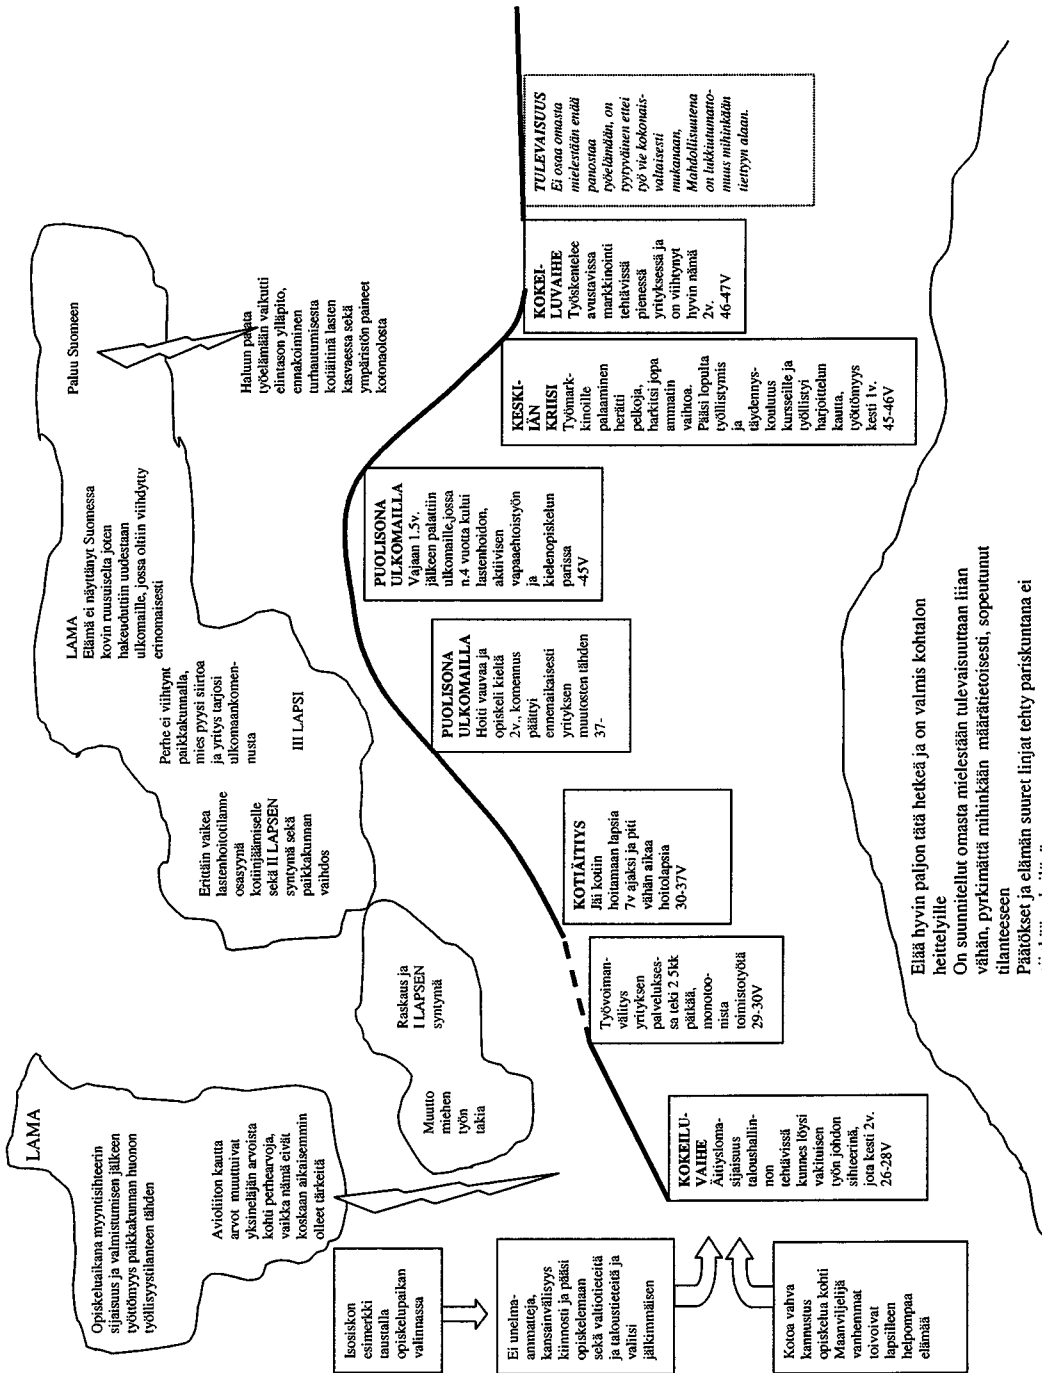 LAMA
Opiskeluaikana myyntisihteerin
sijaisuus ja valmistumisen jälkeen
työttömyys paikkakunnan huonon
työllisyystilanteen tähden
Avioliiton kautta
arvot muuttuivat
yksineläjän arvoista
kohti perhearvoja,
vaikka nämä eivät
koskaan aikaisemmin
olleet tärkeitä
Isosiskon
esimerkki
taustalla
opiskelupaikan
valinnassa
Ei unelma-
ammatteja,
kansainvälisyys
kiinnosti ja pääsi
opiskelemaan
sekä valtiotieteitä
ja taloustieteitä ja
valitsi
jälkimmäisen
Kotoa vahva
kannustus
opiskelua kohti
Maanviljelijä
vanhemmat
toivoivat
lapsilleen
helpompaa
elämää
KOKEILU-
VAIHE
Äitiysloma-
sijaisuus
taloushallin-
non
tehtävissä
kunnes löysi
vakituisen
työn johdon
sihteerinä,
jota kesti 2v.
26-28V
Muutto
miehen
työn
takia
Raskaus ja
I LAPSEN
syntymä
Työvoiman-
välitys
yrityksen
palvelukses-
sa teki 2 5kk
pätkää,
monotoo-
nista
toimistotyötä
29-30V
Erittäin vaikea
lastenhoitotilanne
osasyynä
kotiinjäämiselle
sekä II LAPSEN
syntymä sekä
paikkakunnan
vaihdos
KOTIÄITIYS
Jäi kotiin
hoitamaan lapsia
7v ajaksi ja piti
vähän aikaa
hoitolapsia
30-37V
Perhe ei viihtynt
paikkakunnalla,
mies pyysi siirtoa
ja yritys tarjosi
ulkomaankomen-
nusta
III LAPSI
PUOLISONA
ULKOMAILLA
Hoiti vauvaa ja
opiskeli kieltä
2v., komennus
päättyi
ennenaikaisesti
yrityksen
muutosten tähden
37-
LAMA
Elämä ei näyttänyt Suomessa
kovin ruusuiselta joten
hakeuduttiin uudestaan
ulkomaille, jossa oltiin viihdytty
erinomaisesti
PUOLISONA
ULKOMAILLA
Vajaan 1.5v.
jälkeen palattiin
ulkomaille,jossa
n.4 vuotta kului
lastenhoidon,
aktiivisen
vapaaehtoistyön
ja
kielenopiskelun
parissa
-45V
Paluu Suomeen
Haluun palata
työelämään vaikutti
elintason ylläpito,
ennakoiminen
turhautumisesta
kotiäitinä lasten
kasvaessa sekä
ympäristön paineet
kotonaolosta
KESKI-
IÄN
KRIISI
Työmark-
kinoille
palaaminen
herätti
pelkoja,
harkitsi jopa
ammatin
vaihtoa.
Pääsi lopulta
työllistymis
ja
täydennys-
koulutus
kursseille ja
työllistyi
harjoittelun
kautta,
työttömyys
kesti 1v.
45-46V
KOKEI-
LUVAIHE
Työskentelee
avustavissa
markkinointi
tehtävissä
pienessä
yrityksessä ja
on viihtynyt
hyvin nämä
2v.
46-47V
TULEVAISUUS
Ei osaa omasta
mielestään enää
panostaa
työelämään, on
tyytyväinen ettei
työ vie kokonais-
valtaisesti
mukanaan,
Mahdollisuutena
on lukkiutumatto-
muus mihinkään
tiettyyn alaan.
Elää hyvin paljon tätä hetkeä ja on valmis kohtalon
heittelyille
On suunnitellut omasta mielestään tulevaisuuttaan liian
vähän, pyrkimättä mihinkään määrätietoisesti, sopeutunut
tilanteeseen
Päätökset ja elämän suuret linjat tehty pariskuntana ei